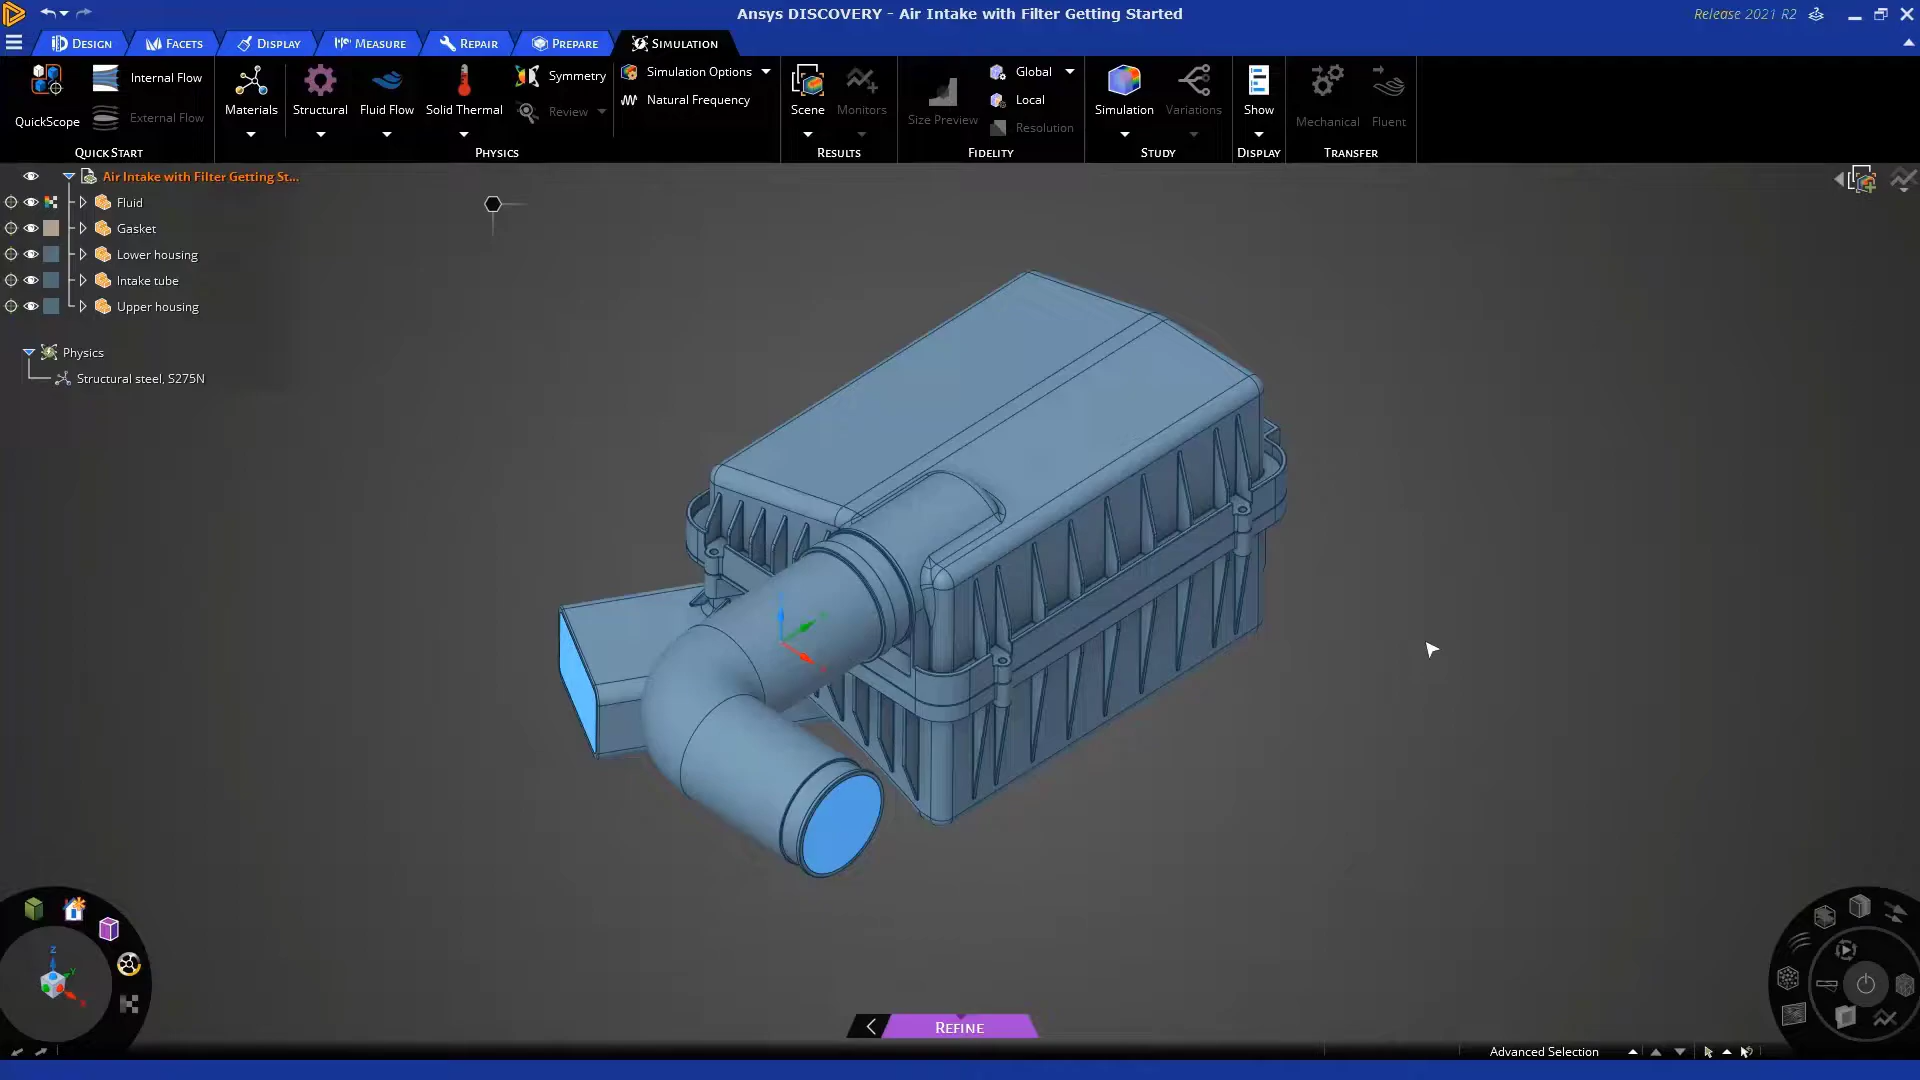 Ansys DISCOVERY - Air Intake with Filter Getting Started
Release 2021 R2
DESIGN
FACETS
DISPLAY
MEASURE
REPAIR
PREPARE
SIMULATION
QuickScope
Internal Flow
External Flow
QUICK START
Materials
Structural
Fluid Flow
Solid Thermal
Symmetry
Review
PHYSICS
Simulation Options
Natural Frequency
Scene
Monitors
RESULTS
Size Preview
Global
Local
Resolution
FIDELITY
Simulation
Variations
STUDY
Show
DISPLAY
Mechanical
Fluent
TRANSFER
Air Intake with Filter Getting St...
Fluid
Gasket
Lower housing
Intake tube
Upper housing
Physics
Structural steel, S275N
Z
Y
X
REFINE
Advanced Selection